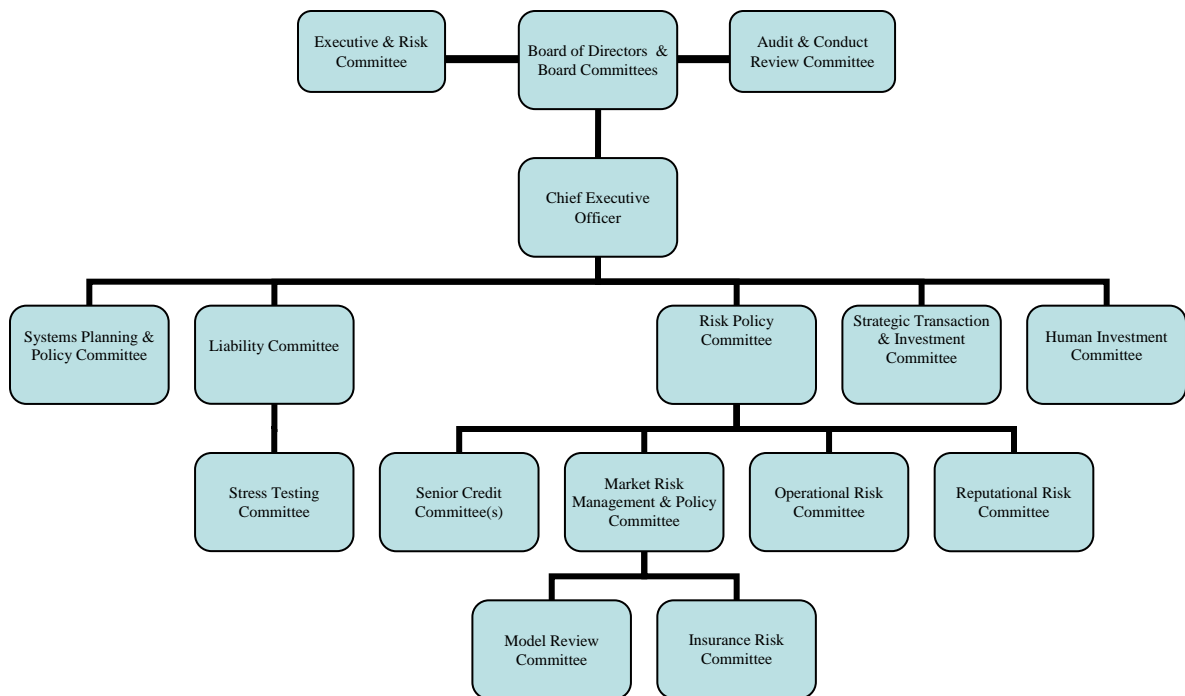 Executive & Risk
Committee
Board of Directors &
Board Committees
Audit & Conduct
Review Committee
Chief Executive
Officer
Systems Planning &
Policy Committee
Liability Committee
Risk Policy
Committee
Strategic Transaction
& Investment
Committee
Human Investment
Committee
Stress Testing
Committee
Senior Credit
Committee(s)
Market Risk
Management & Policy
Committee
Operational Risk
Committee
Reputational Risk
Committee
Model Review
Committee
Insurance Risk
Committee